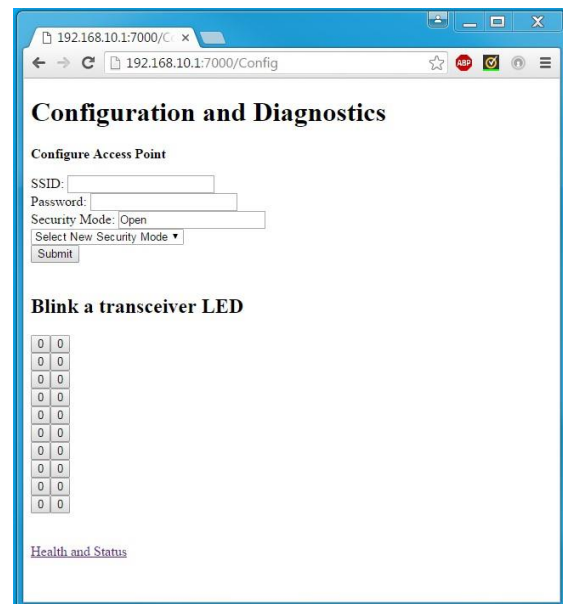 192.168.10.1:7000/C
192.168.10.1:7000/Config
ABP
Configuration and Diagnostics
Configure Access Point
SSID:
Password:
Security Mode: Open
Select New Security Mode
Submit
Blink a transceiver LED
0 0
0 0
0 0
0 0
0 0
0 0
0 0
0 0
0 0
0 0
Health and Status